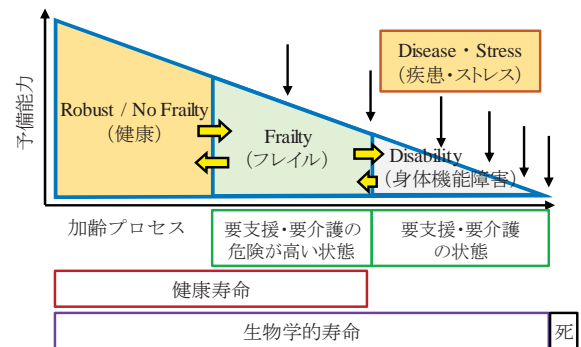 予備能力
Disease・Stress
（疾患・ストレス）
Robust / No Frailty
（健康）
Frailty
（フレイル）
Disability
（身体機能障害）
加齢プロセス
要支援・要介護の
危険が高い状態
要支援・要介護
の状態
健康寿命
生物学的寿命
死